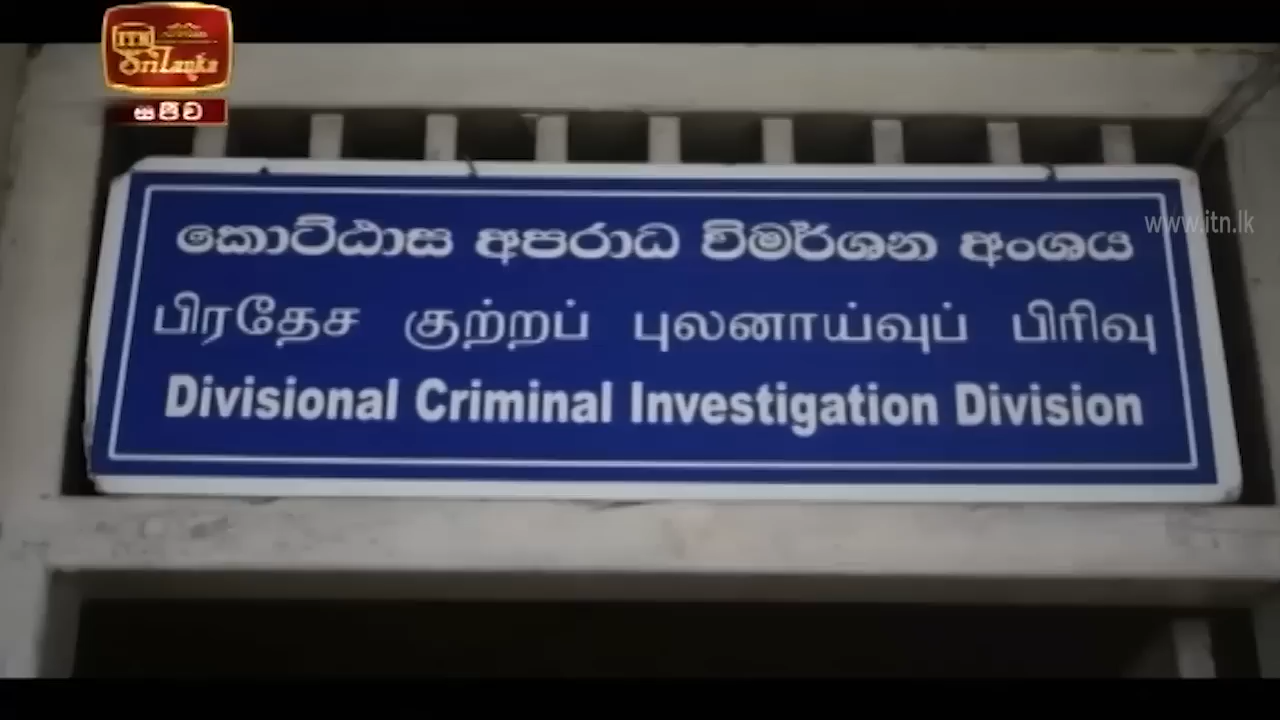 ITN
Sri Lanka
සජීව
www.itn.lk
කොට්ඨාස අපරාධ විමර්ශන අංශය
பிரதேச குற்றப் புலனாய்வுப் பிரிவு
Divisional Criminal Investigation Division